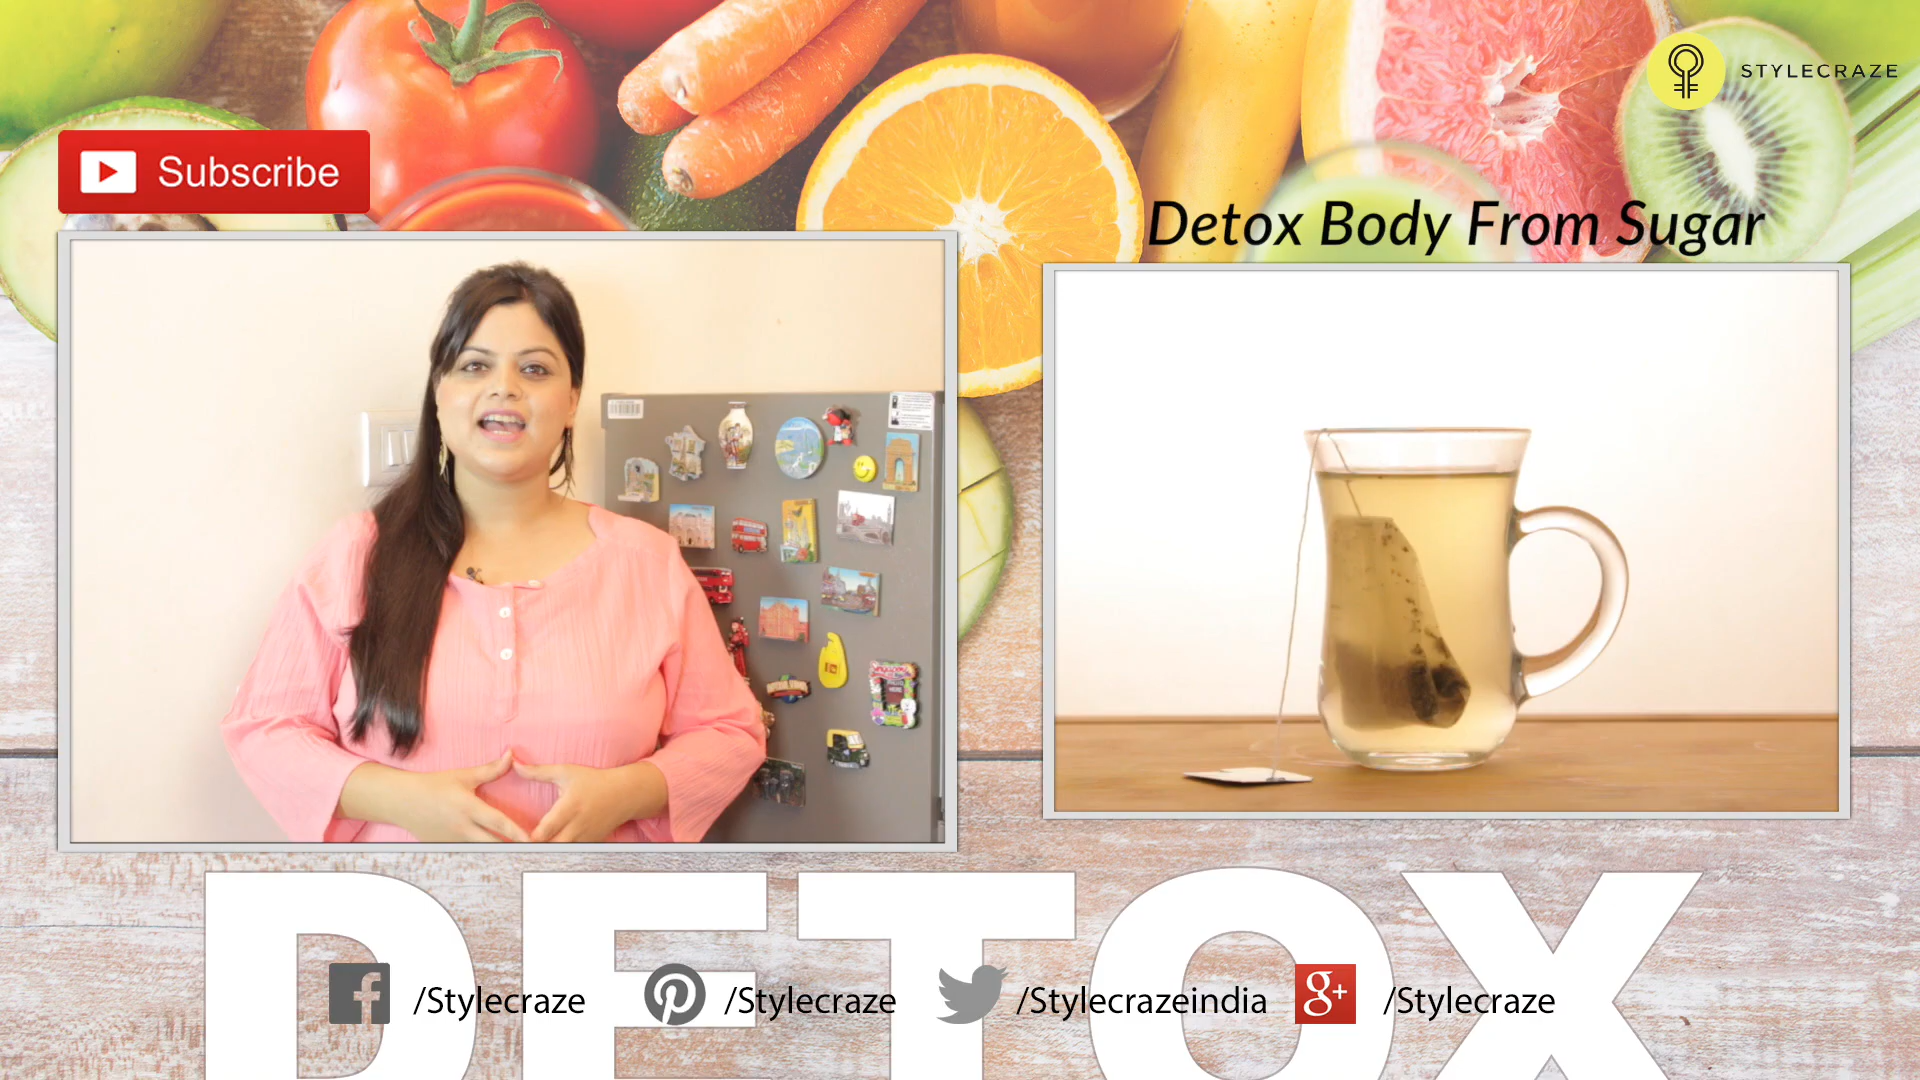 STYLECRAZE
Subscribe
Detox Body From Sugar
DETOX
/Stylecraze
/Stylecraze
/Stylecrazeindia
g+
/Stylecraze